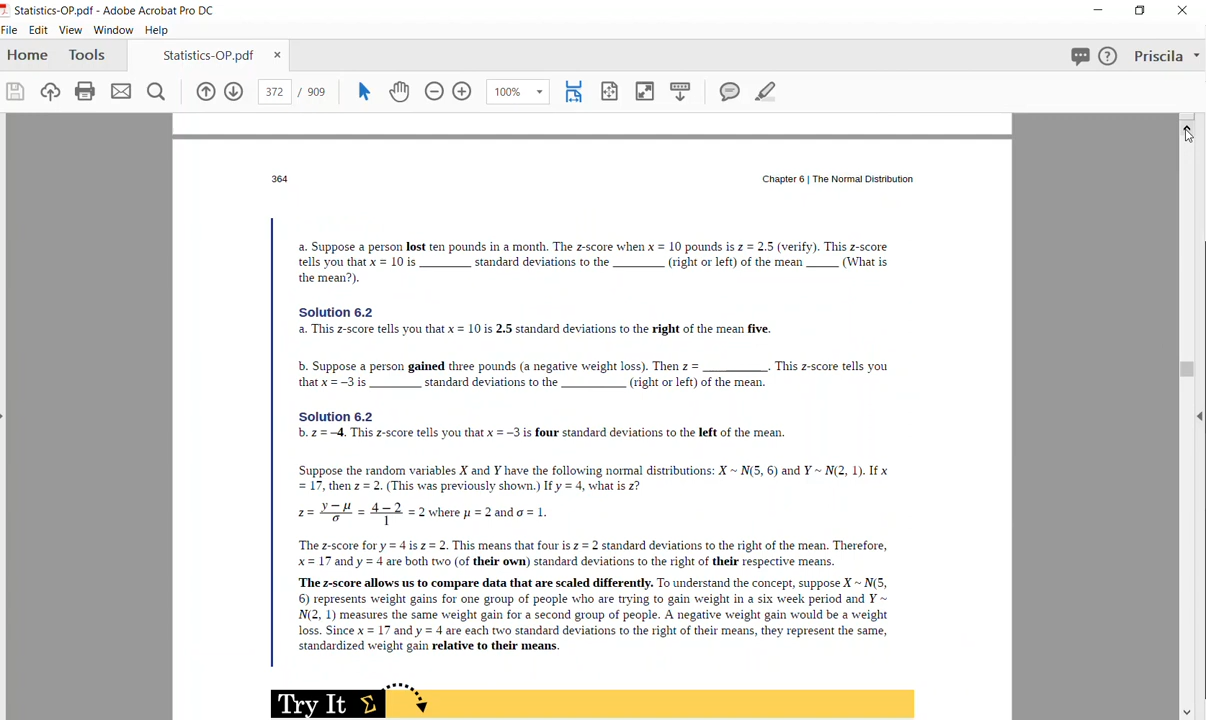 Statistics-OP.pdf - Adobe Acrobat Pro DC
File Edit View Window Help
Home Tools Statistics-OP.pdf × Priscila
372 / 909 100%
364 Chapter 6 | The Normal Distribution
a. Suppose a person lost ten pounds in a month. The z-score when x = 10 pounds is z = 2.5 (verify). This z-score
tells you that x = 10 is ________ standard deviations to the ________ (right or left) of the mean _____ (What is
the mean?).
Solution 6.2
a. This z-score tells you that x = 10 is 2.5 standard deviations to the right of the mean five.
b. Suppose a person gained three pounds (a negative weight loss). Then z = __________. This z-score tells you
that x = –3 is ________ standard deviations to the __________ (right or left) of the mean.
Solution 6.2
b. z = –4. This z-score tells you that x = –3 is four standard deviations to the left of the mean.
Suppose the random variables X and Y have the following normal distributions: X ~ N(5, 6) and Y ~ N(2, 1). If x
= 17, then z = 2. (This was previously shown.) If y = 4, what is z?
z = (y – μ)/σ = (4 – 2)/1 = 2 where μ = 2 and σ = 1.
The z-score for y = 4 is z = 2. This means that four is z = 2 standard deviations to the right of the mean. Therefore,
x = 17 and y = 4 are both two (of their own) standard deviations to the right of their respective means.
The z-score allows us to compare data that are scaled differently. To understand the concept, suppose X ~ N(5,
6) represents weight gains for one group of people who are trying to gain weight in a six week period and Y ~
N(2, 1) measures the same weight gain for a second group of people. A negative weight gain would be a weight
loss. Since x = 17 and y = 4 are each two standard deviations to the right of their means, they represent the same,
standardized weight gain relative to their means.
Try It Σ